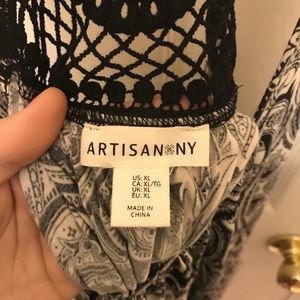 ARTISAN NY
US: XL
CA: XL/TG
UK: XL
EU: XL
MADE IN
CHINA